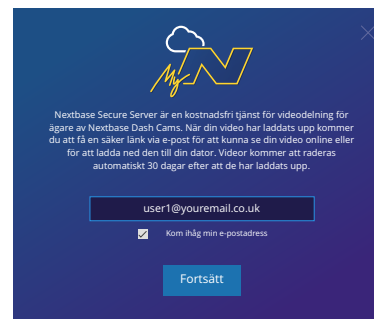 My N
Nextbase Secure Server är en kostnadsfri tjänst för videodelning för
ägare av Nextbase Dash Cams. När din video har laddats upp kommer
du att få en säker länk via e-post för att kunna se din video online eller
för att ladda ned den till din dator. Videor kommer att raderas
automatiskt 30 dagar efter att de har laddats upp.
user1@youremail.co.uk
Kom ihåg min e-postadress
Fortsätt